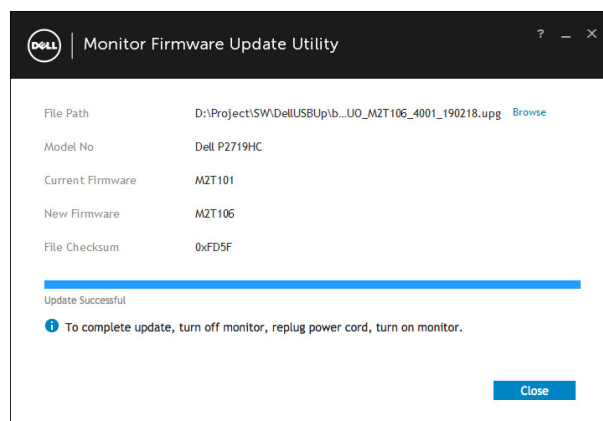 DELL Monitor Firmware Update Utility ? _ ×
File Path D:\Project\SW\DellUSBUp\b...UO_M2T106_4001_190218.upg Browse
Model No Dell P2719HC
Current Firmware M2T101
New Firmware M2T106
File Checksum 0xFD5F
Update Successful
To complete update, turn off monitor, replug power cord, turn on monitor.
Close